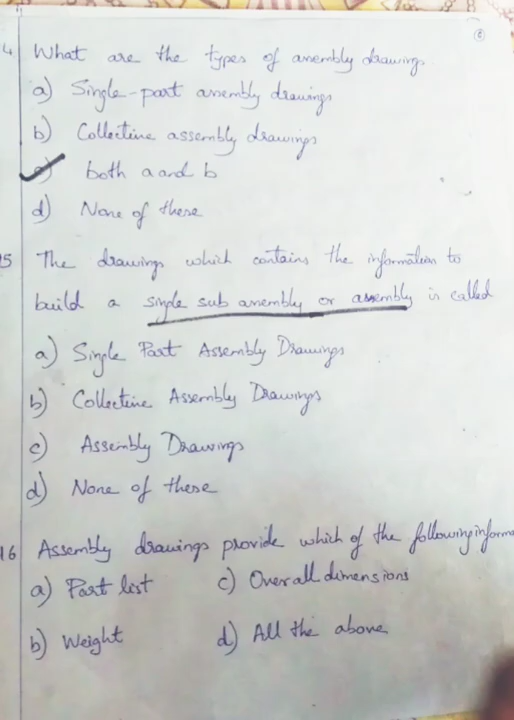 4 What are the types of assembly drawings
a) Single-part assembly drawings
b) Collective assembly drawings
c) both a and b
d) None of these
15 The drawings which contains the information to
build a single sub assembly or assembly is called
a) Single Part Assembly Drawings
b) Collective Assembly Drawings
c) Assembly Drawings
d) None of these
16 Assembly drawings provide which of the following inform
a) Part list c) Overall dimensions
b) Weight d) All the above